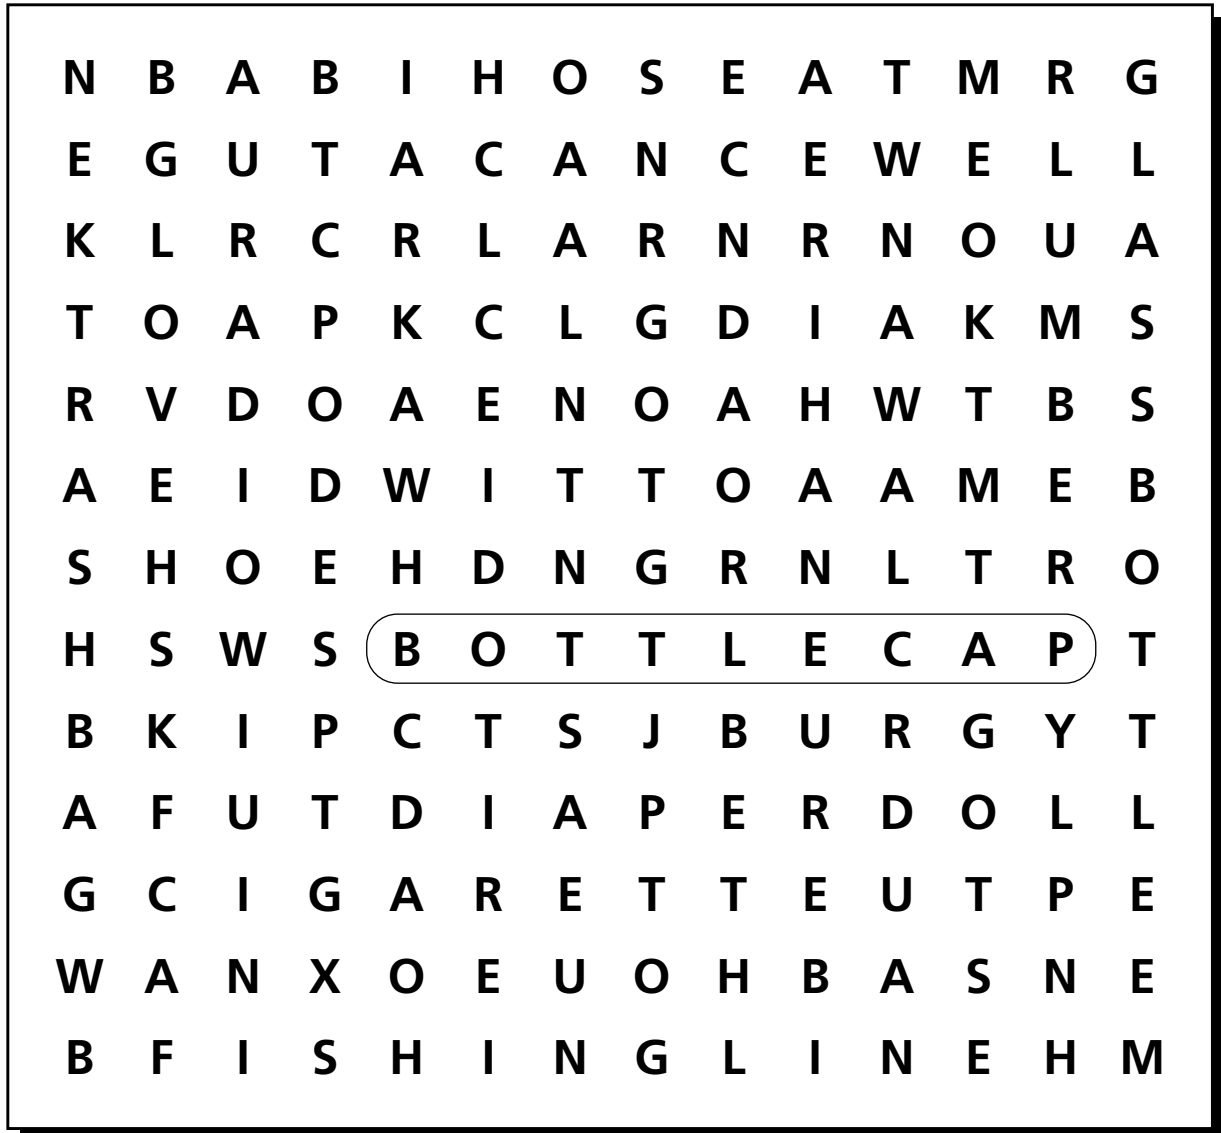 N B A B I H O S E A T M R G
E G U T A C A N C E W E L L
K L R C R L A R N R N O U A
T O A P K C L G D I A K M S
R V D O A E N O A H W T B S
A E I D W I T T O A A M E B
S H O E H D N G R N L T R O
H S W S B O T T L E C A P T
B K I P C T S J B U R G Y T
A F U T D I A P E R D O L L
G C I G A R E T T E U T P E
W A N X O E U O H B A S N E
B F I S H I N G L I N E H M